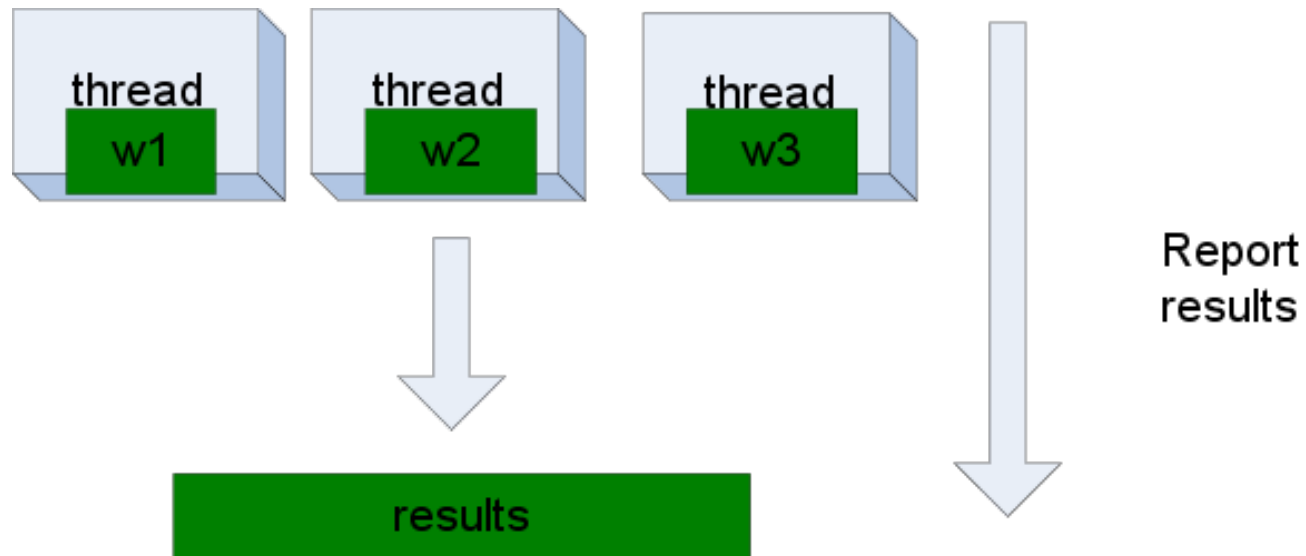 thread
w1
thread
w2
thread
w3
Report
results
results